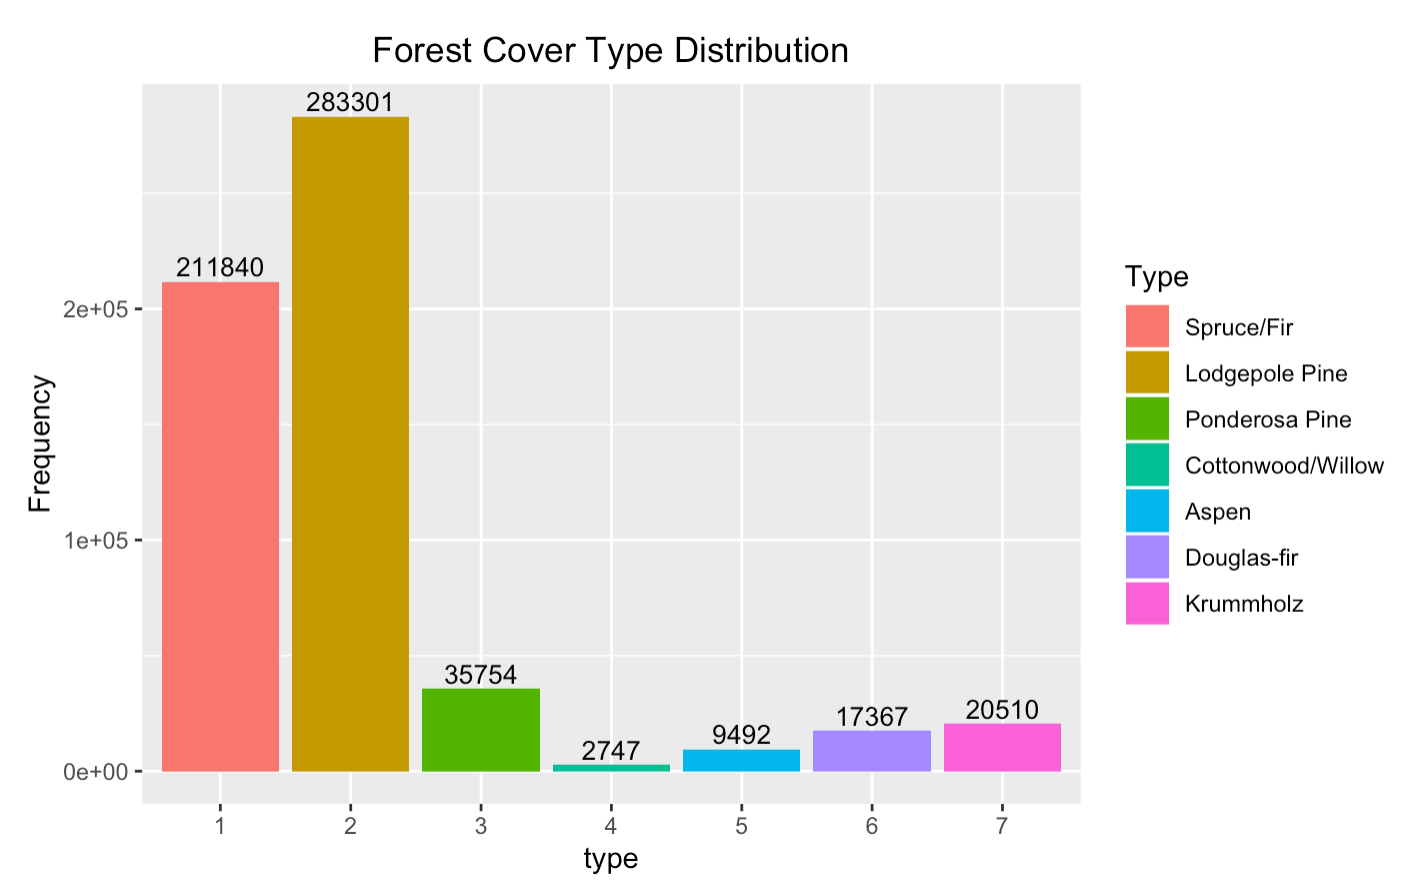 Forest Cover Type Distribution
283301
211840
35754
2747
9492
17367
20510
2e+05
1e+05
0e+00
Frequency
1 2 3 4 5 6 7
type
Type
Spruce/Fir
Lodgepole Pine
Ponderosa Pine
Cottonwood/Willow
Aspen
Douglas-fir
Krummholz